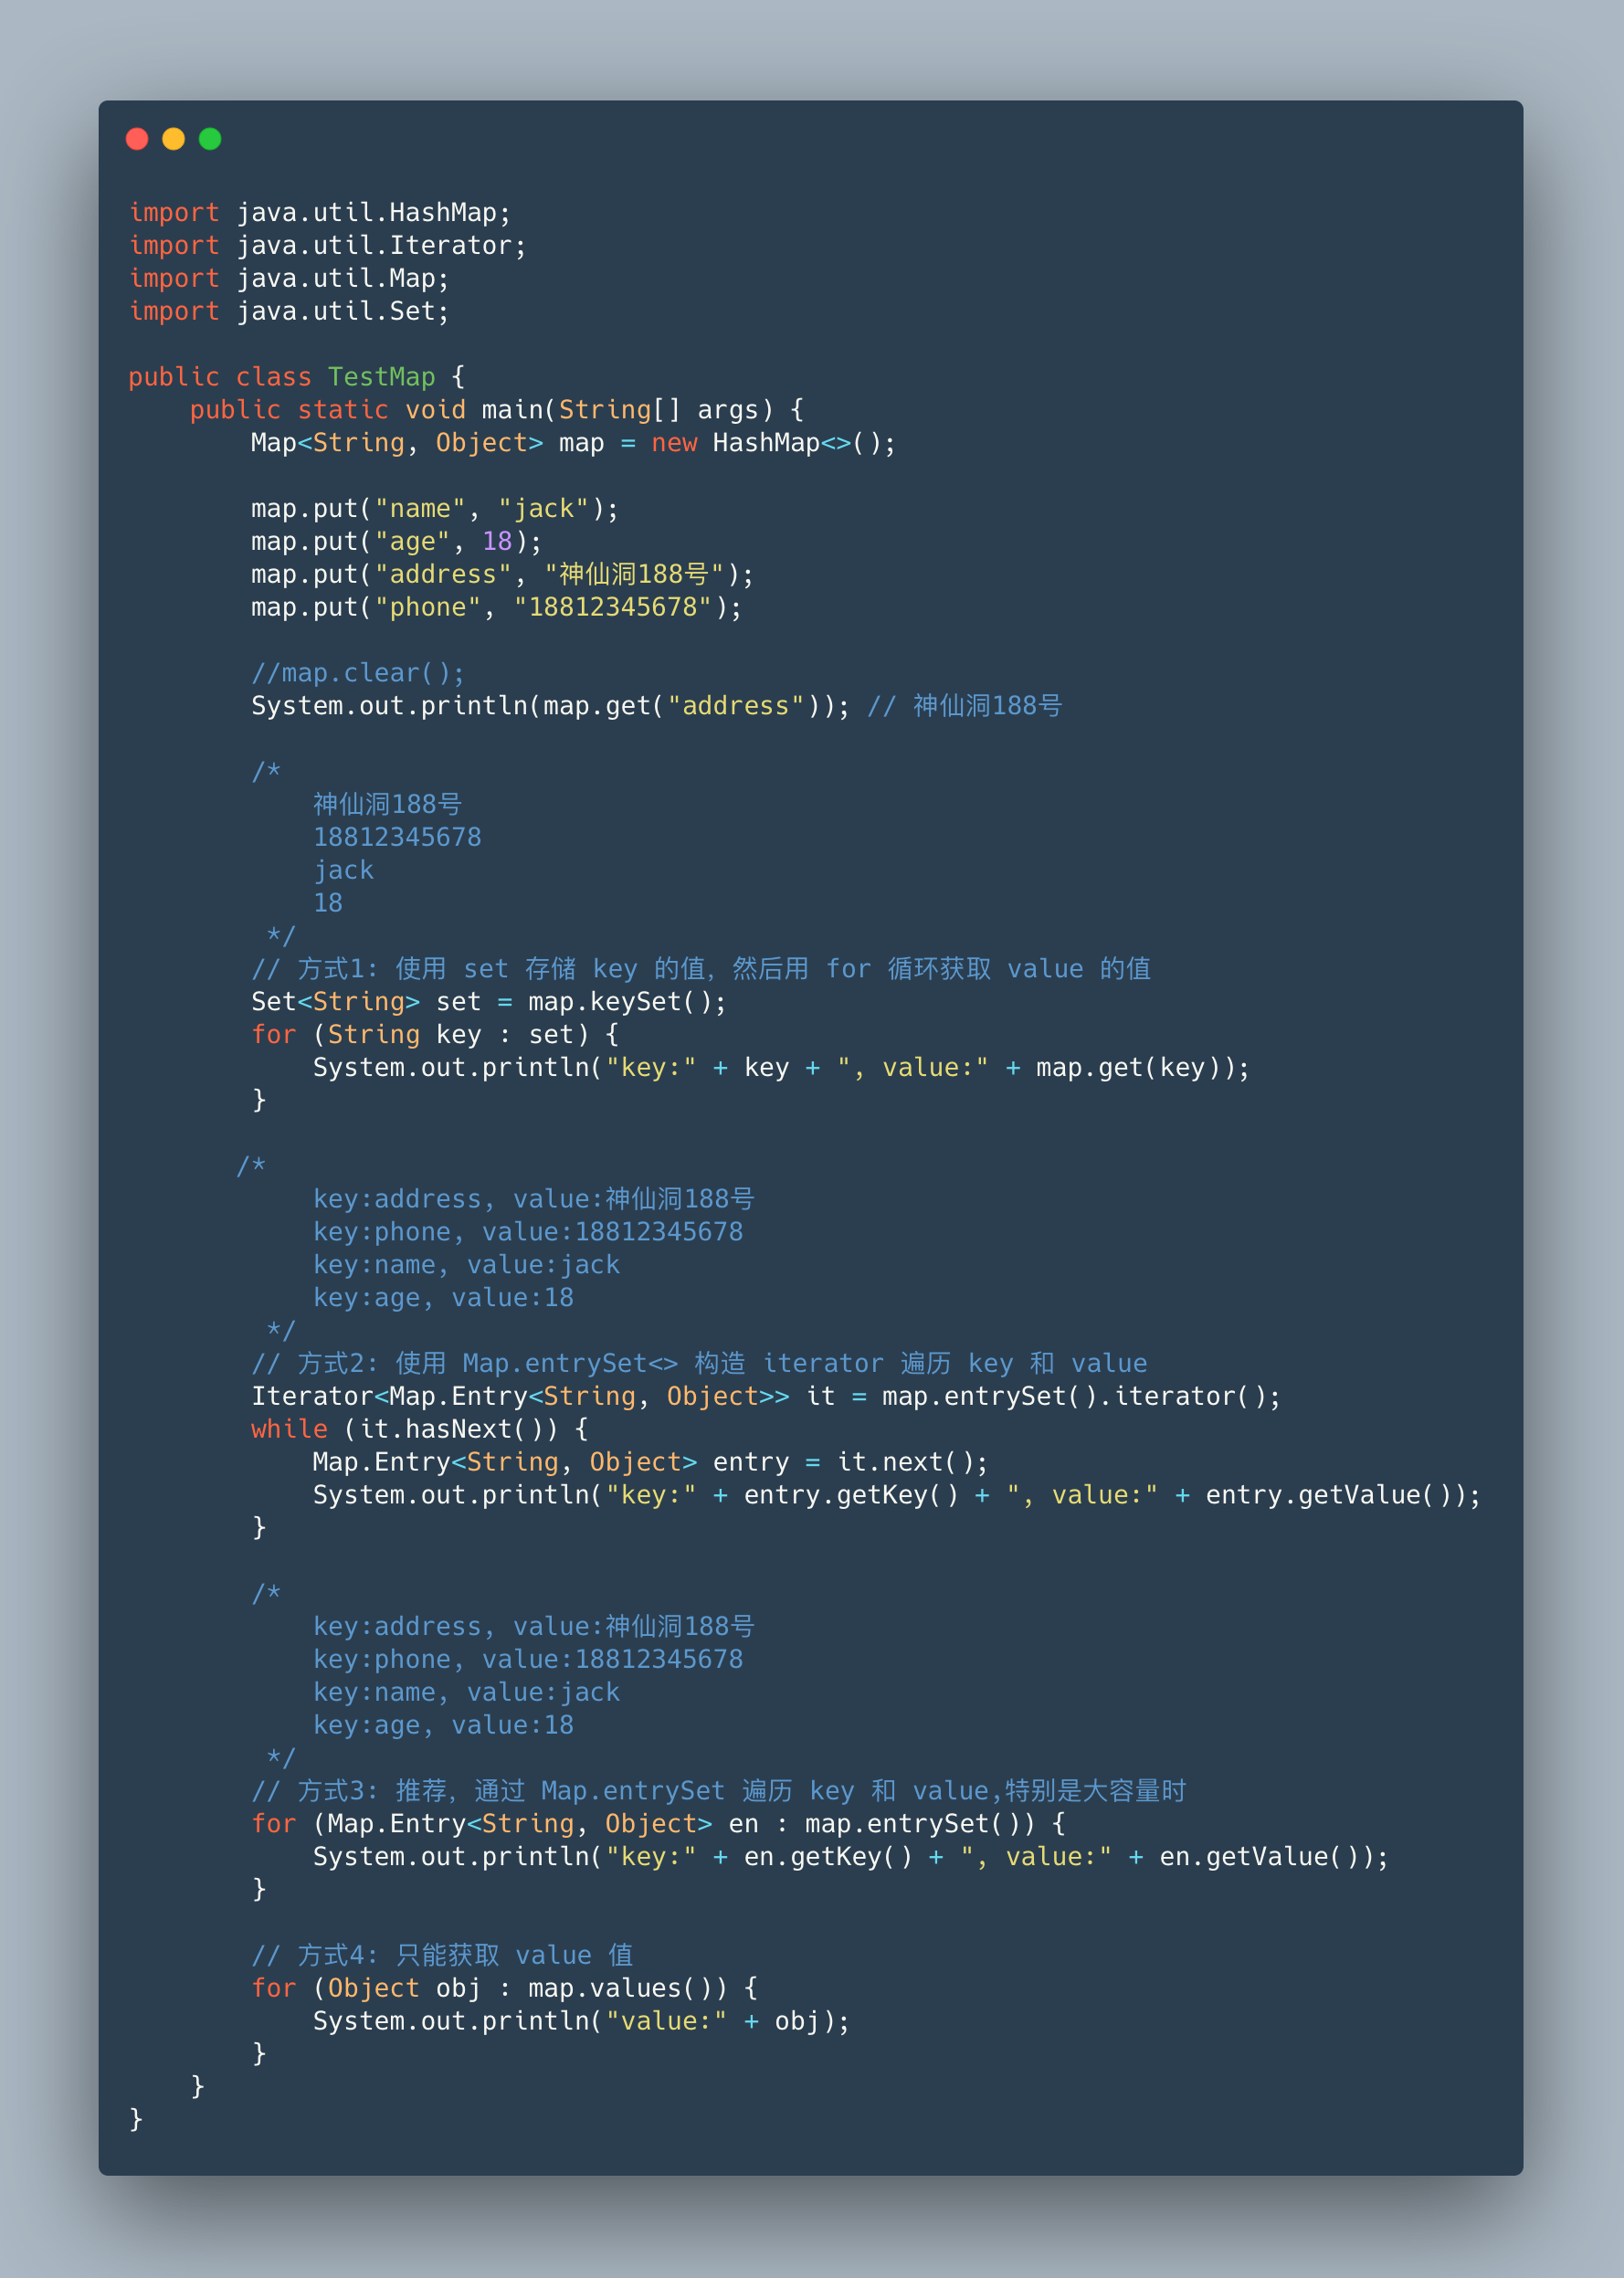 import java.util.HashMap;
import java.util.Iterator;
import java.util.Map;
import java.util.Set;

public class TestMap {
    public static void main(String[] args) {
        Map<String, Object> map = new HashMap<>();

        map.put("name", "jack");
        map.put("age", 18);
        map.put("address", "神仙洞188号");
        map.put("phone", "18812345678");

        //map.clear();
        System.out.println(map.get("address")); // 神仙洞188号

        /*
            神仙洞188号
            18812345678
            jack
            18
         */
        // 方式1: 使用 set 存储 key 的值, 然后用 for 循环获取 value 的值
        Set<String> set = map.keySet();
        for (String key : set) {
            System.out.println("key:" + key + ", value:" + map.get(key));
        }

       /*
            key:address, value:神仙洞188号
            key:phone, value:18812345678
            key:name, value:jack
            key:age, value:18
         */
        // 方式2: 使用 Map.entrySet<> 构造 iterator 遍历 key 和 value
        Iterator<Map.Entry<String, Object>> it = map.entrySet().iterator();
        while (it.hasNext()) {
            Map.Entry<String, Object> entry = it.next();
            System.out.println("key:" + entry.getKey() + ", value:" + entry.getValue());
        }

        /*
            key:address, value:神仙洞188号
            key:phone, value:18812345678
            key:name, value:jack
            key:age, value:18
         */
        // 方式3: 推荐, 通过 Map.entrySet 遍历 key 和 value,特别是大容量时
        for (Map.Entry<String, Object> en : map.entrySet()) {
            System.out.println("key:" + en.getKey() + ", value:" + en.getValue());
        }

        // 方式4: 只能获取 value 值
        for (Object obj : map.values()) {
            System.out.println("value:" + obj);
        }
    }
}